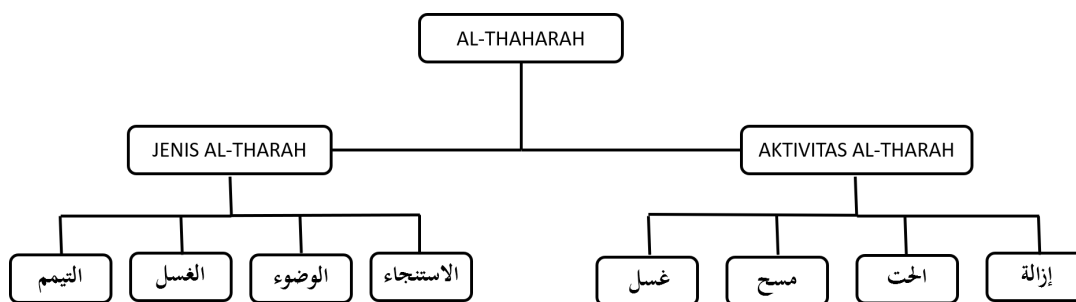 AL-THAHARAH
JENIS AL-THARAH
AKTIVITAS AL-THARAH
التيمم
الغسل
الوضوء
الاستنجاء
غسل
مسح
الحت
إزالة